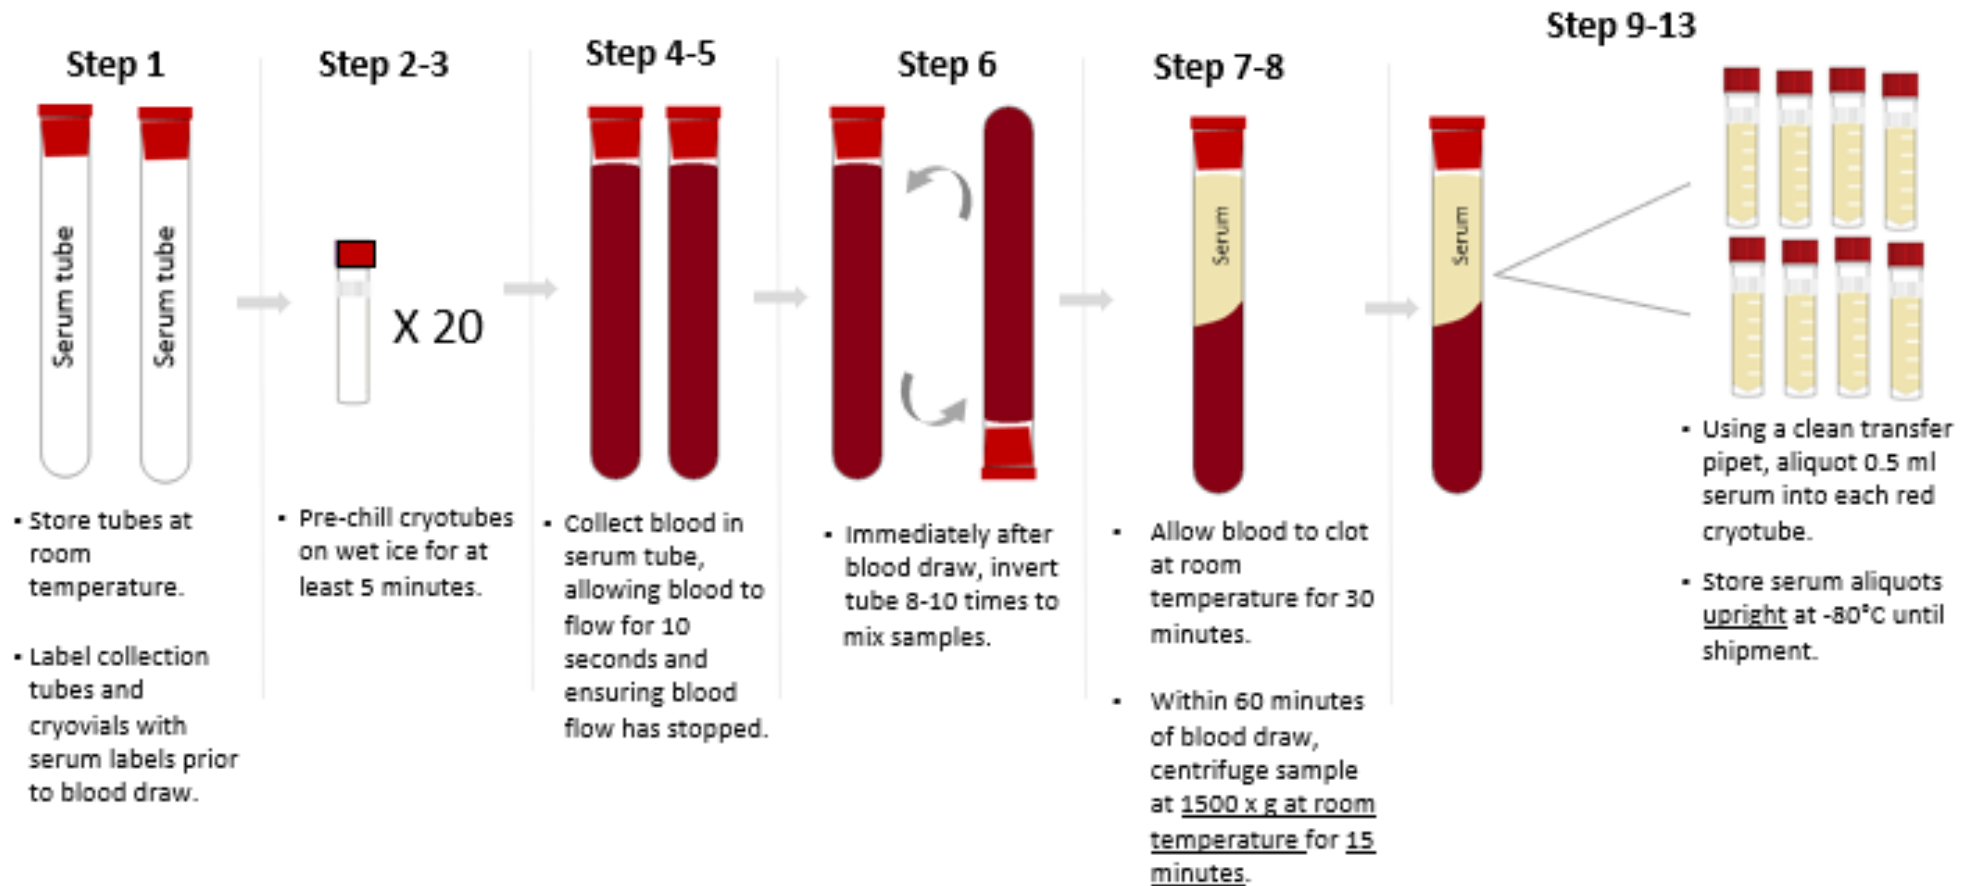 Step 1
Serum tube
Serum tube
▪ Store tubes at
room
temperature.
▪ Label collection
tubes and
cryovials with
serum labels prior
to blood draw.
Step 2-3
X 20
▪ Pre-chill cryotubes
on wet ice for at
least 5 minutes.
Step 4-5
▪ Collect blood in
serum tube,
allowing blood to
flow for 10
seconds and
ensuring blood
flow has stopped.
Step 6
▪ Immediately after
blood draw, invert
tube 8-10 times to
mix samples.
Step 7-8
Serum
▪ Allow blood to clot
at room
temperature for 30
minutes.
▪ Within 60 minutes
of blood draw,
centrifuge sample
at 1500 x g at room
temperature for 15
minutes.
Step 9-13
Serum
▪ Using a clean transfer
pipet, aliquot 0.5 ml
serum into each red
cryotube.
▪ Store serum aliquots
upright at -80°C until
shipment.